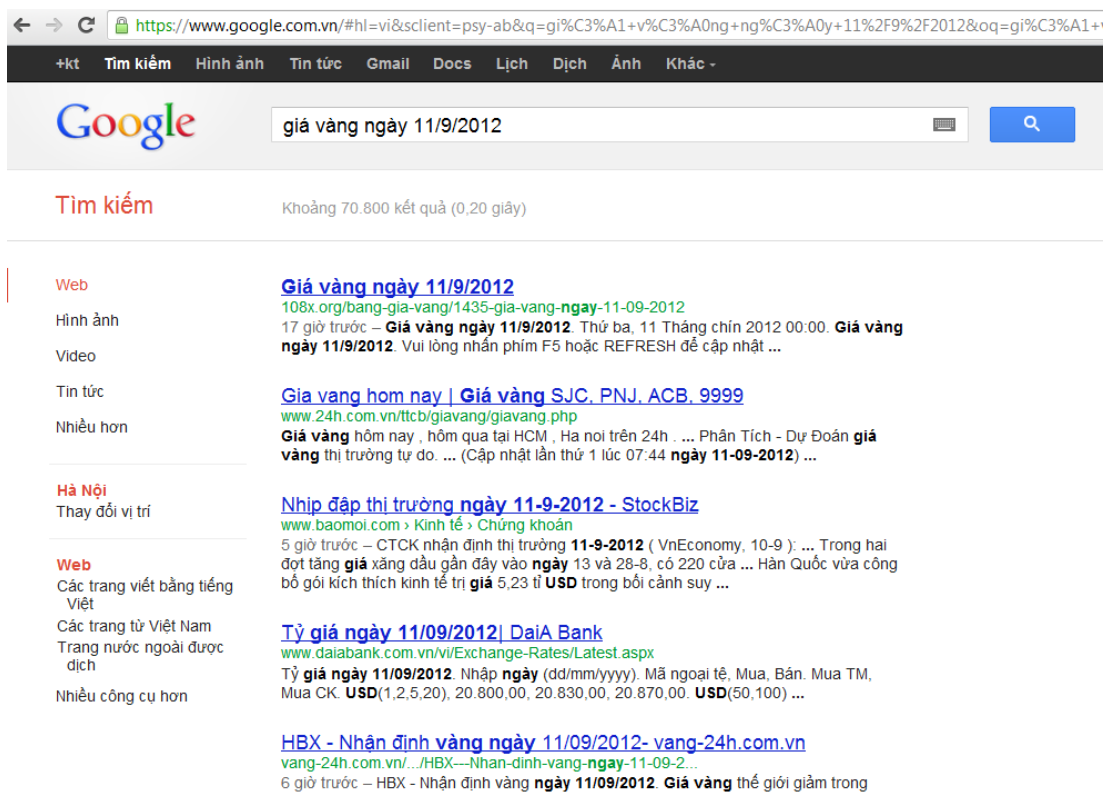 https://www.google.com.vn/#hl=vi&sclient=psy-ab&q=gi%C3%A1+v%C3%A0ng+ng%C3%A0y+11%2F9%2F2012&oq=gi%C3%A1+
+kt Tìm kiếm Hình ảnh Tin tức Gmail Docs Lịch Dịch Ảnh Khác
Google giá vàng ngày 11/9/2012
Tìm kiếm Khoảng 70.800 kết quả (0,20 giây)
Web
Hình ảnh
Video
Tin tức
Nhiều hơn
Hà Nội
Thay đổi vị trí
Web
Các trang viết bằng tiếng
Việt
Các trang từ Việt Nam
Trang nước ngoài được
dịch
Nhiều công cụ hơn
Giá vàng ngày 11/9/2012
108x.org/bang-gia-vang/1435-gia-vang-ngay-11-09-2012
17 giờ trước – Giá vàng ngày 11/9/2012. Thứ ba, 11 Tháng chín 2012 00:00. Giá vàng
ngày 11/9/2012. Vui lòng nhấn phím F5 hoặc REFRESH để cập nhật ...
Gia vang hom nay | Giá vàng SJC, PNJ, ACB, 9999
www.24h.com.vn/ttcb/giavang/giavang.php
Giá vàng hôm nay , hôm qua tại HCM , Ha noi trên 24h . ... Phân Tích - Dự Đoán giá
vàng thị trường tự do. ... (Cập nhật lần thứ 1 lúc 07:44 ngày 11-09-2012) ...
Nhịp đập thị trường ngày 11-9-2012 - StockBiz
www.baomoi.com › Kinh tế › Chứng khoán
5 giờ trước – CTCK nhận định thị trường 11-9-2012 ( VnEconomy, 10-9 ): ... Trong hai
đợt tăng giá xăng dầu gần đây vào ngày 13 và 28-8, có 220 cửa ... Hàn Quốc vừa công
bố gói kích thích kinh tế trị giá 5,23 tỉ USD trong bối cảnh suy ...
Tỷ giá ngày 11/09/2012| DaiA Bank
www.daiabank.com.vn/vi/Exchange-Rates/Latest.aspx
Tỷ giá ngày 11/09/2012. Nhập ngày (dd/mm/yyyy). Mã ngoại tệ, Mua, Bán. Mua TM,
Mua CK. USD(1,2,5,20), 20.800,00, 20.830,00, 20.870,00. USD(50,100) ...
HBX - Nhận định vàng ngày 11/09/2012- vang-24h.com.vn
vang-24h.com.vn/.../HBX---Nhan-dinh-vang-ngay-11-09-2...
6 giờ trước – HBX - Nhận định vàng ngày 11/09/2012. Giá vàng thế giới giảm trong